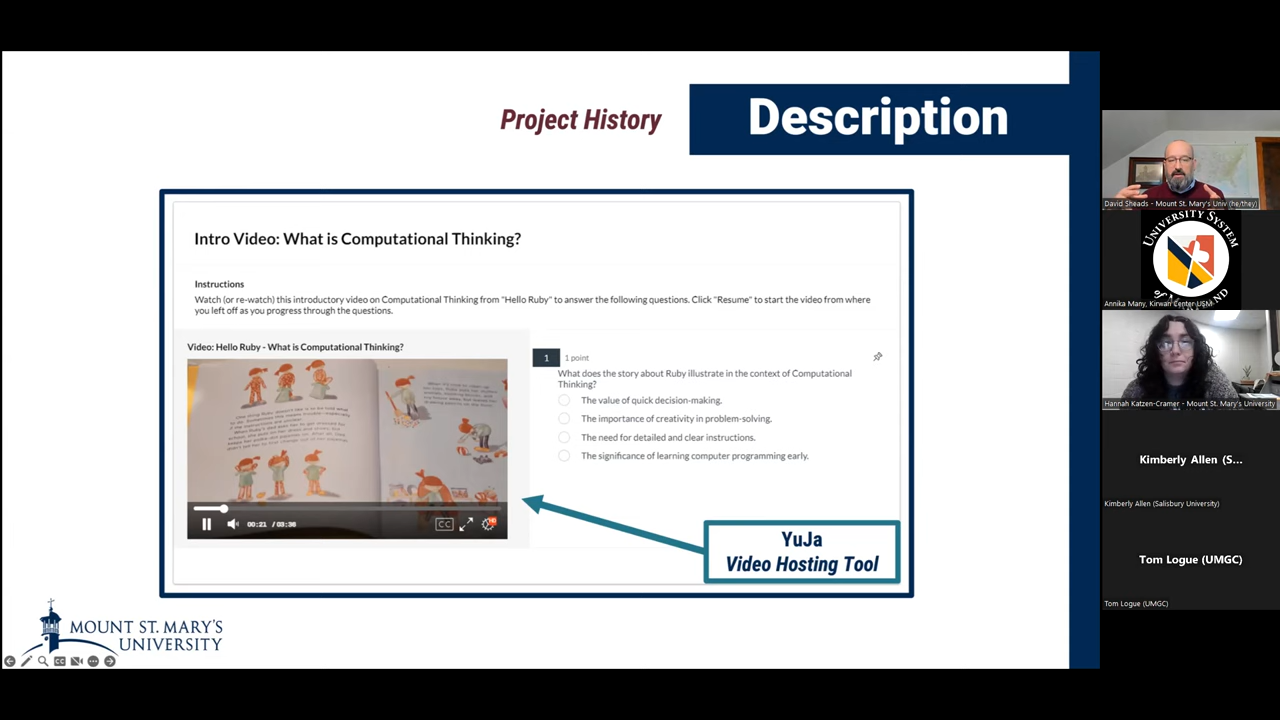 Project History
Description
Intro Video: What is Computational Thinking?
Instructions
Watch (or re-watch) this introductory video on Computational Thinking from "Hello Ruby" to answer the following questions. Click "Resume" to start the video from where
you left off as you progress through the questions.
Video: Hello Ruby - What is Computational Thinking?
00:21 / 03:36
CC
HD
1
1 point
What does the story about Ruby illustrate in the context of Computational
Thinking?
The value of quick decision-making.
The importance of creativity in problem-solving.
The need for detailed and clear instructions.
The significance of learning computer programming early.
YuJa
Video Hosting Tool
MOUNT ST. MARY'S
UNIVERSITY
CC
David Sheads - Mount St. Mary's Univ (he/they)
UNIVERSITY SYSTEM
Annika Many, Kirwan Center USM
Hannah Katzen-Cramer - Mount St. Mary's University
Kimberly Allen (S...
Kimberly Allen (Salisbury University)
Tom Logue (UMGC)
Tom Logue (UMGC)